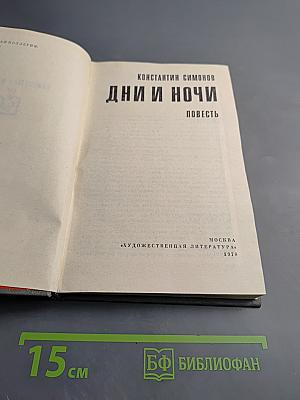 КОНСТАНТИН СИМОНОВ
ДНИ И НОЧИ
ПОВЕСТЬ
МОСКВА
«ХУДОЖЕСТВЕННАЯ ЛИТЕРАТУРА»
15 см
БФ БИБЛИОФАН